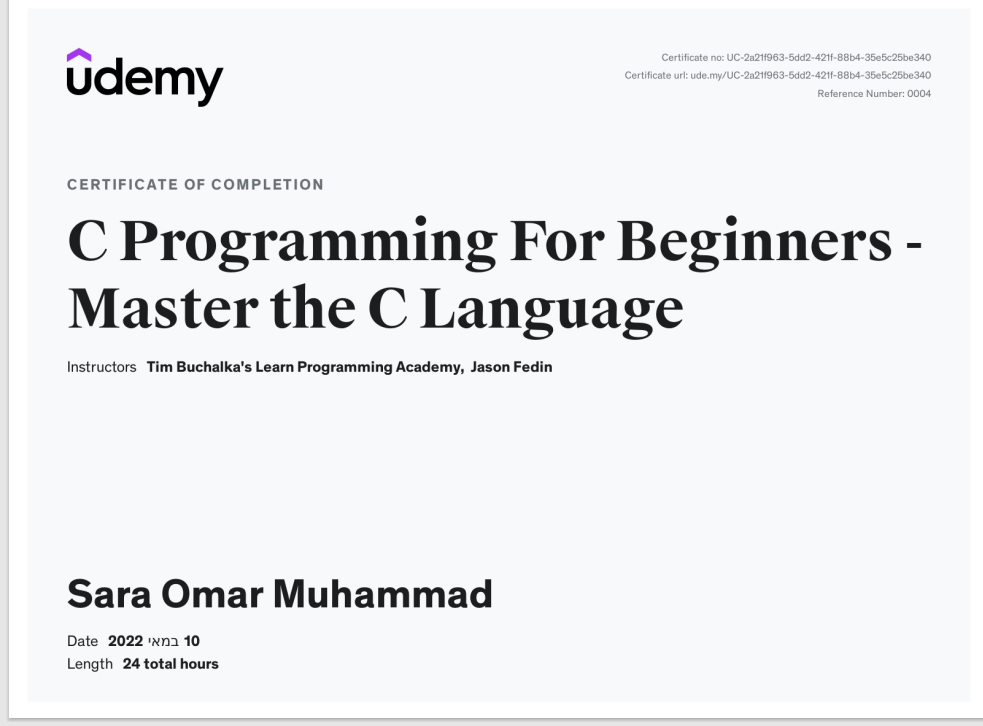 udemy
Certificate no: UC-2a21f963-5dd2-421f-88b4-35e5c25be340
Certificate url: ude.my/UC-2a21f963-5dd2-421f-88b4-35e5c25be340
Reference Number: 0004
CERTIFICATE OF COMPLETION
C Programming For Beginners -
Master the C Language
Instructors Tim Buchalka's Learn Programming Academy, Jason Fedin
Sara Omar Muhammad
Date 10 במאי 2022
Length 24 total hours